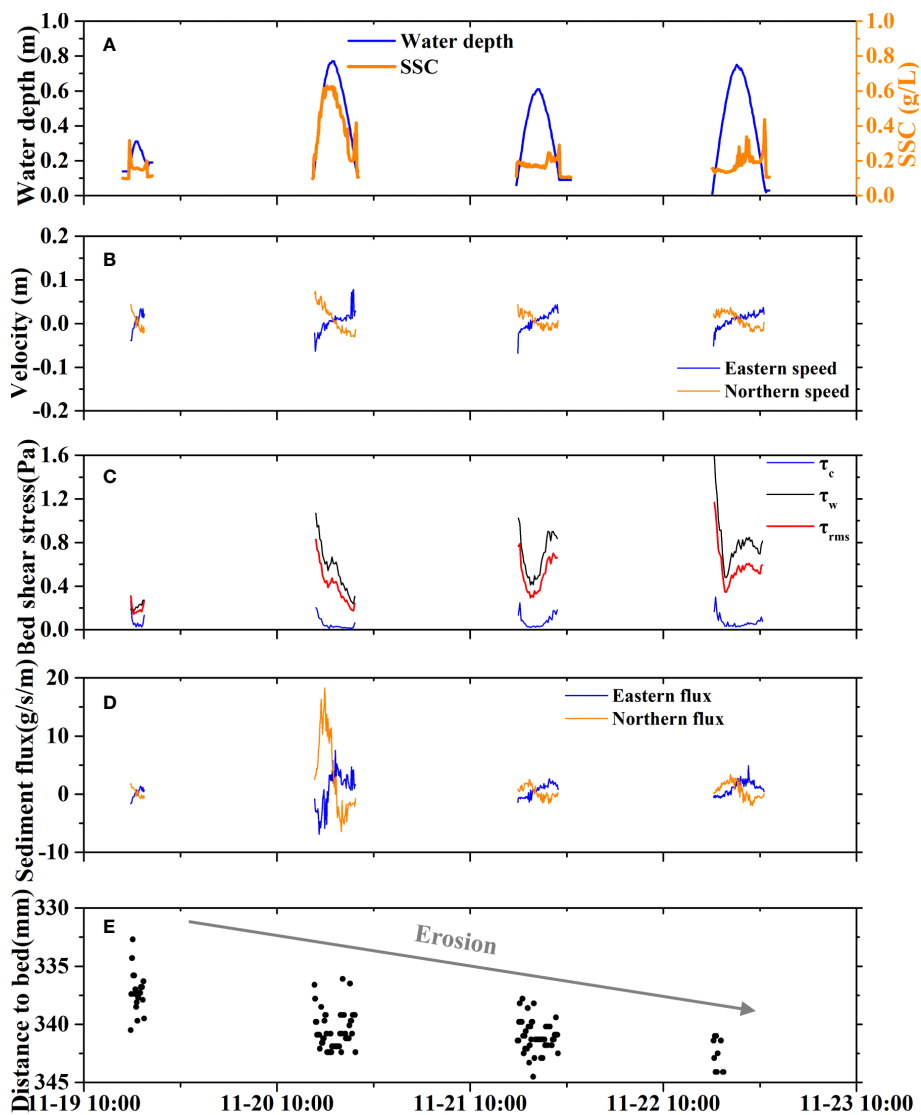 A
Water depth
SSC
1.0
0.8
0.6
0.4
0.2
0.0
Water depth (m)
1.0
0.8
0.6
0.4
0.2
0.0
SSC (g/L)
B
0.2
0.1
0.0
-0.1
-0.2
Velocity (m)
Eastern speed
Northern speed
C
1.6
1.2
0.8
0.4
0.0
Bed shear stress(Pa)
τc
τw
τrms
D
20
10
0
-10
Sediment flux(g/s/m)
Eastern flux
Northern flux
E
330
335
340
345
Distance to bed(mm)
Erosion
11-19 10:00 11-20 10:00 11-21 10:00 11-22 10:00 11-23 10:00